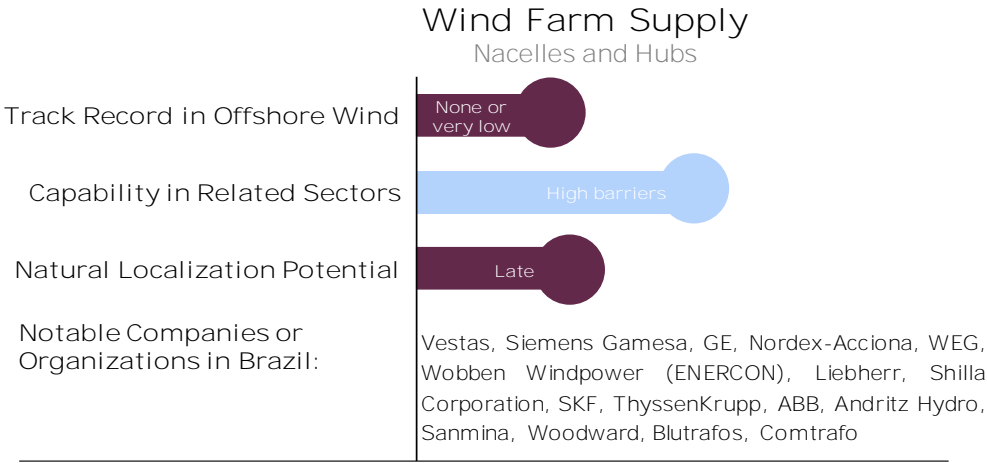 Wind Farm Supply
Nacelles and Hubs
Track Record in Offshore Wind
None or
very low
Capability in Related Sectors
High barriers
Natural Localization Potential
Late
Notable Companies or
Organizations in Brazil:
Vestas, Siemens Gamesa, GE, Nordex-Acciona, WEG,
Wobben Windpower (ENERCON), Liebherr, Shilla
Corporation, SKF, ThyssenKrupp, ABB, Andritz Hydro,
Sanmina, Woodward, Blutrafos, Comtrafo